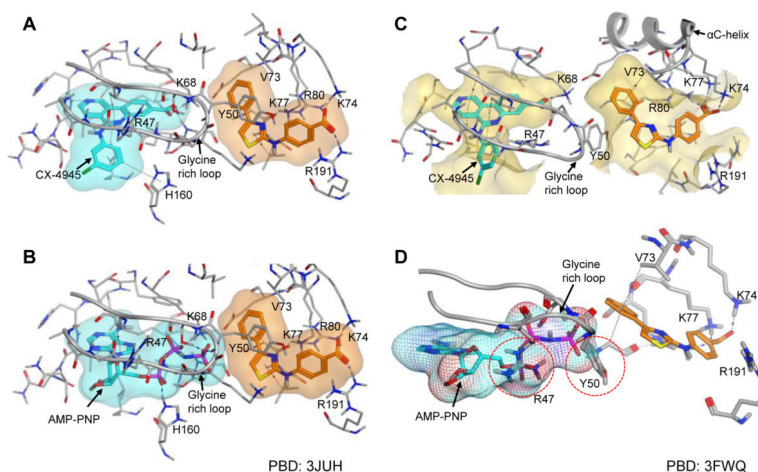 A
K68
V73
R80
K77
K74
Y50
R47
Glycine
rich loop
CX-4945
H160
R191
B
K68
V73
K77
R80
K74
R47
Y50
Glycine
rich loop
AMP-PNP
H160
R191
PBD: 3JUH
C
αC-helix
K68
V73
K77
K74
R80
R47
Y50
Glycine
rich loop
CX-4945
R191
D
Glycine
rich loop
V73
K74
K77
R191
R47
Y50
AMP-PNP
PBD: 3FWQ